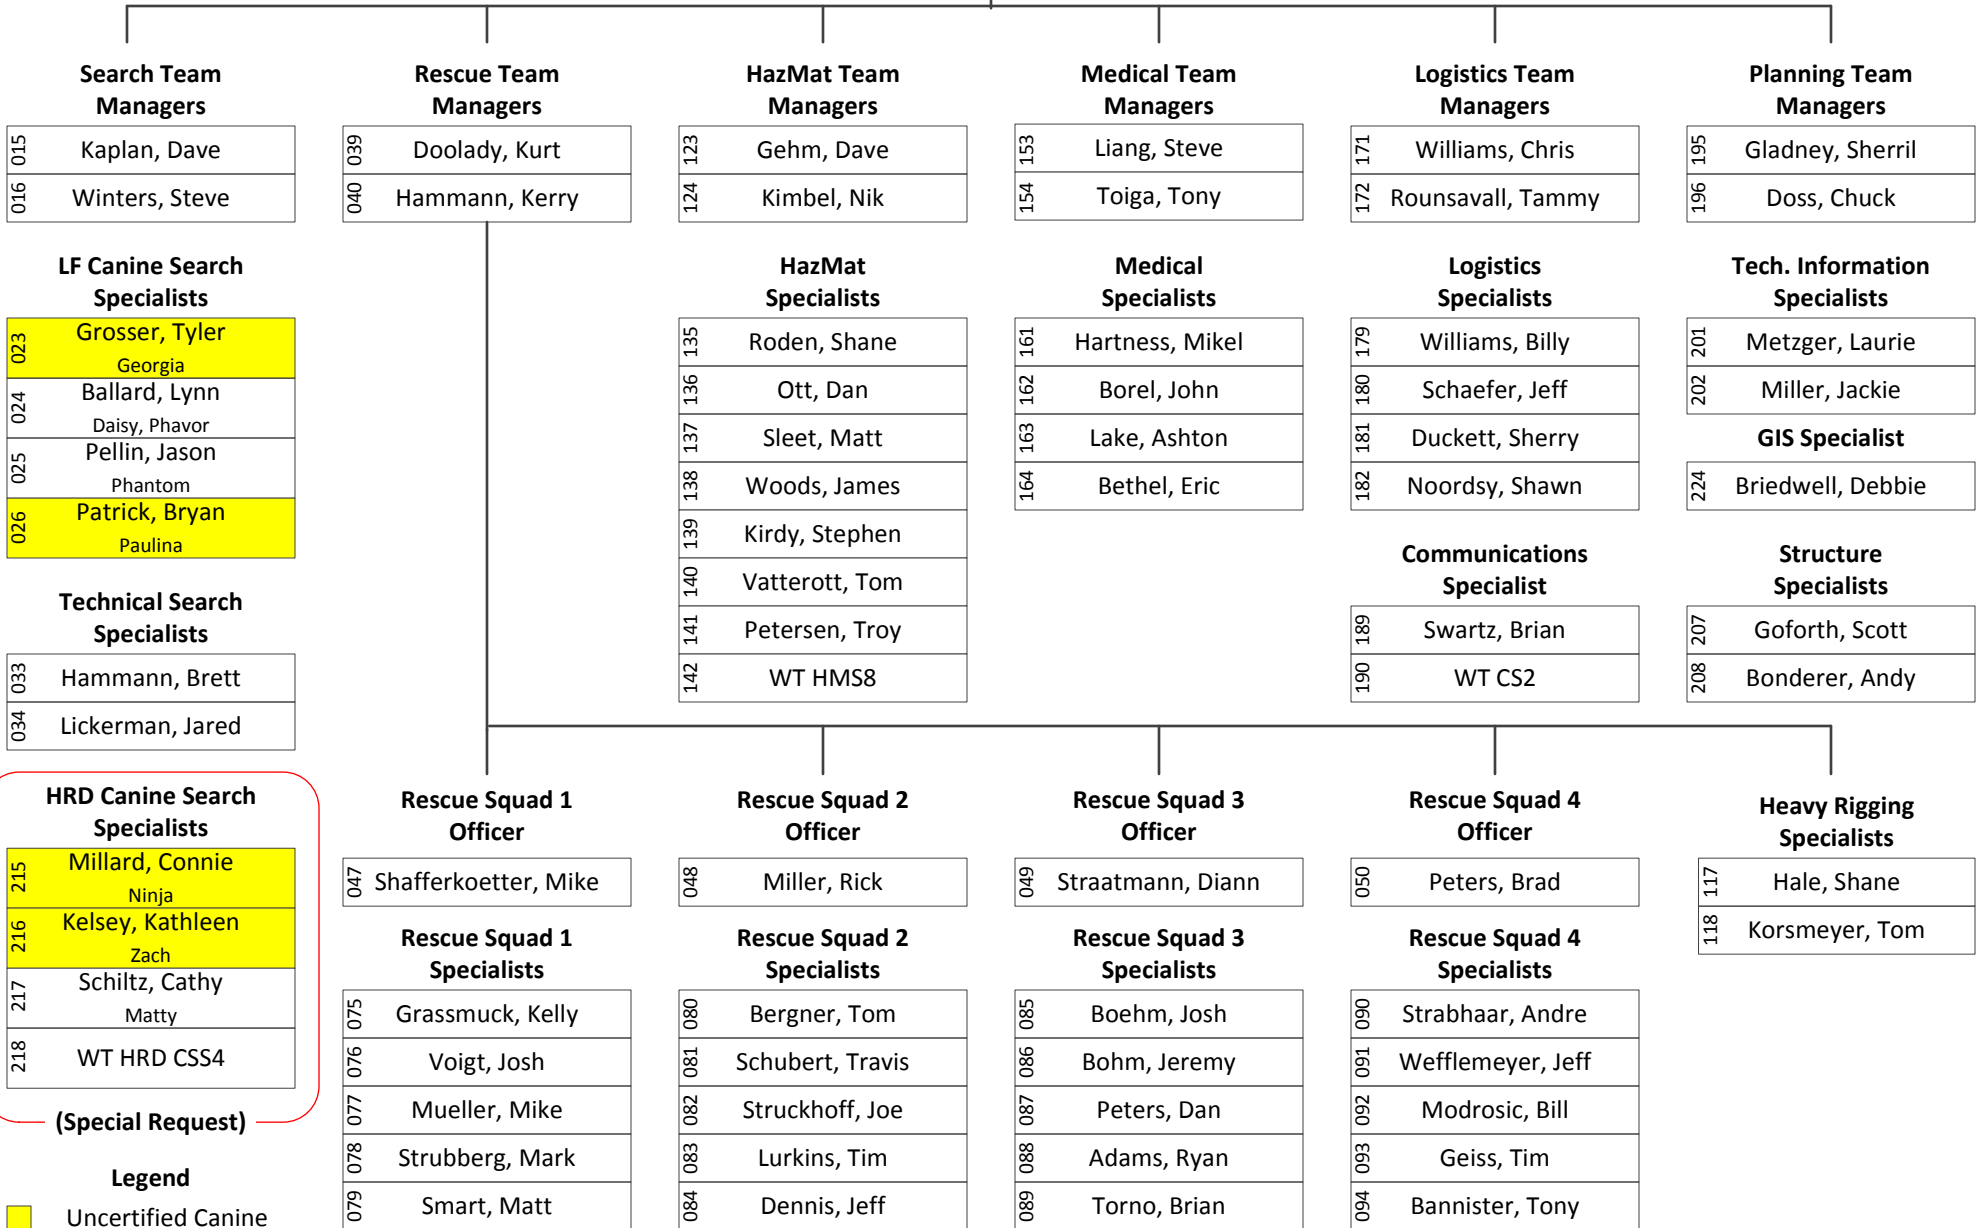 Search Team
Managers
015 Kaplan, Dave
016 Winters, Steve
LF Canine Search
Specialists
023 Grosser, Tyler
Georgia
024 Ballard, Lynn
Daisy, Phavor
025 Pellin, Jason
Phantom
026 Patrick, Bryan
Paulina
Technical Search
Specialists
033 Hammann, Brett
034 Lickerman, Jared
HRD Canine Search
Specialists
215 Millard, Connie
Ninja
216 Kelsey, Kathleen
Zach
217 Schiltz, Cathy
Matty
218 WT HRD CSS4
(Special Request)
Legend
Uncertified Canine
Rescue Team
Managers
039 Doolady, Kurt
040 Hammann, Kerry
HazMat Team
Managers
123 Gehm, Dave
124 Kimbel, Nik
HazMat
Specialists
135 Roden, Shane
136 Ott, Dan
137 Sleet, Matt
138 Woods, James
139 Kirdy, Stephen
140 Vatterott, Tom
141 Petersen, Troy
142 WT HMS8
Medical Team
Managers
153 Liang, Steve
154 Toiga, Tony
Medical
Specialists
161 Hartness, Mikel
162 Borel, John
163 Lake, Ashton
164 Bethel, Eric
Logistics Team
Managers
171 Williams, Chris
172 Rounsavall, Tammy
Logistics
Specialists
179 Williams, Billy
180 Schaefer, Jeff
181 Duckett, Sherry
182 Noordsy, Shawn
Communications
Specialist
189 Swartz, Brian
190 WT CS2
Planning Team
Managers
195 Gladney, Sherril
196 Doss, Chuck
Tech. Information
Specialists
201 Metzger, Laurie
202 Miller, Jackie
GIS Specialist
224 Briedwell, Debbie
Structure
Specialists
207 Goforth, Scott
208 Bonderer, Andy
Rescue Squad 1
Officer
047 Shafferkoetter, Mike
Rescue Squad 1
Specialists
075 Grassmuck, Kelly
076 Voigt, Josh
077 Mueller, Mike
078 Strubberg, Mark
079 Smart, Matt
Rescue Squad 2
Officer
048 Miller, Rick
Rescue Squad 2
Specialists
080 Bergner, Tom
081 Schubert, Travis
082 Struckhoff, Joe
083 Lurkins, Tim
084 Dennis, Jeff
Rescue Squad 3
Officer
049 Straatmann, Diann
Rescue Squad 3
Specialists
085 Boehm, Josh
086 Bohm, Jeremy
087 Peters, Dan
088 Adams, Ryan
089 Torno, Brian
Rescue Squad 4
Officer
050 Peters, Brad
Rescue Squad 4
Specialists
090 Strabhaar, Andre
091 Wefflemeyer, Jeff
092 Modrosic, Bill
093 Geiss, Tim
094 Bannister, Tony
Heavy Rigging
Specialists
117 Hale, Shane
118 Korsmeyer, Tom